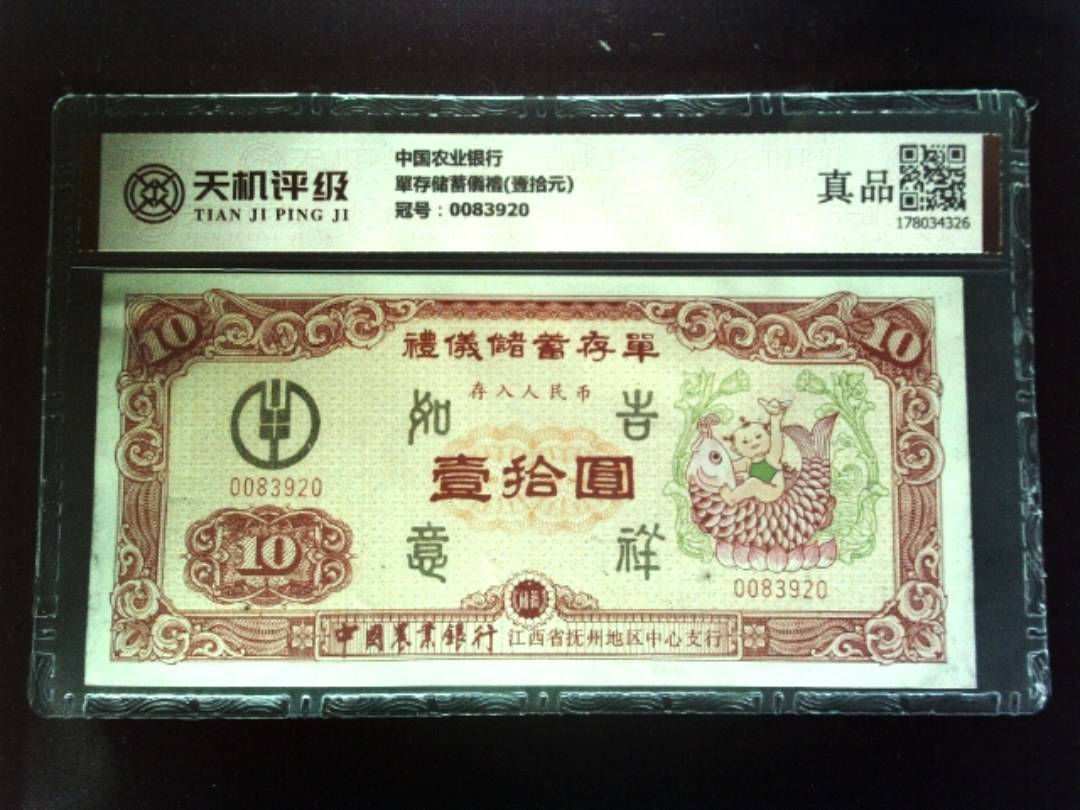 天机评级
TIAN JI PING JI
中国农业银行
單存储蓄儀禮(壹拾元)
冠号：0083920
真品
178034326
10
10
禮儀儲蓄存單
存入人民币
如
吉
壹拾圓
0083920
10
意
祥
0083920
中国農業銀行 江西省抚州地区中心支行